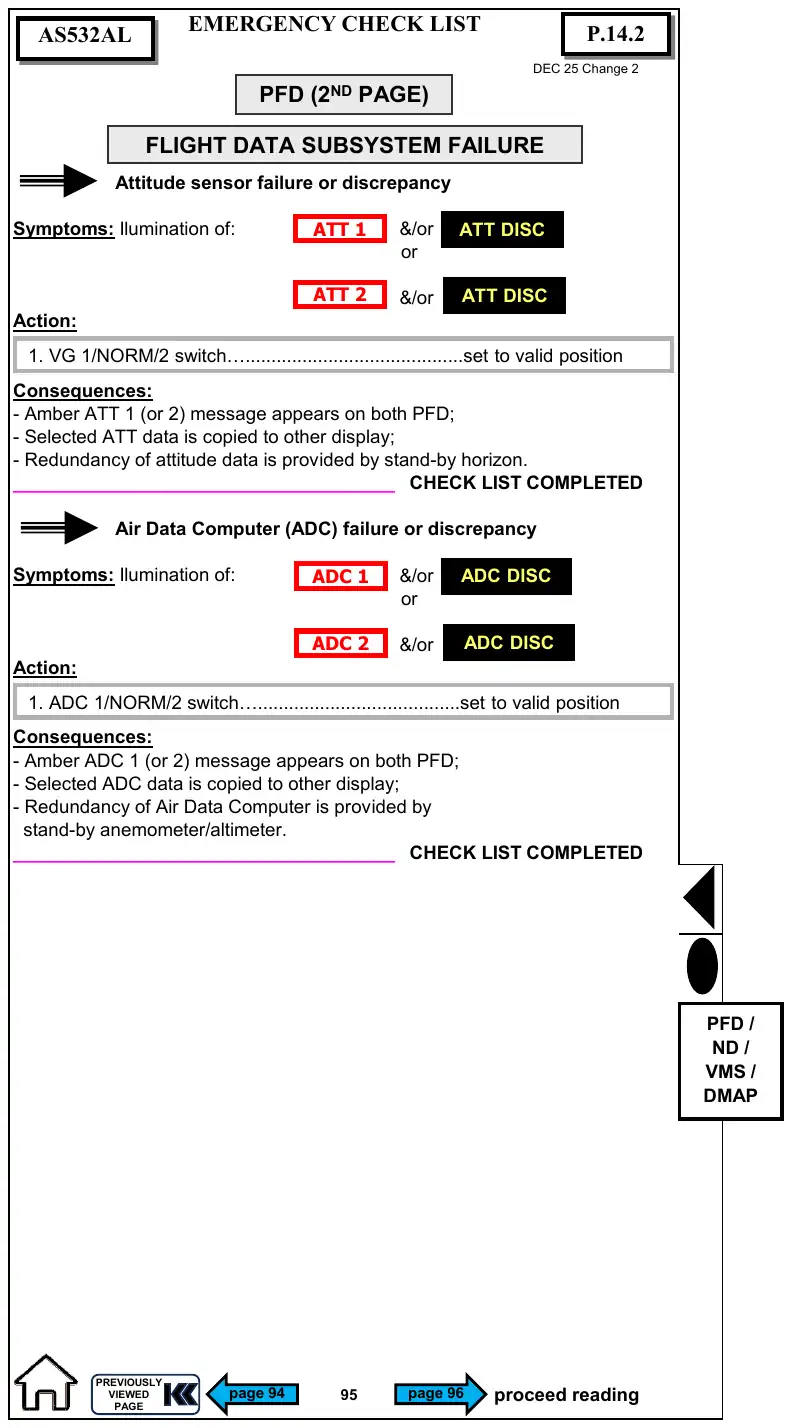 AS532AL
EMERGENCY CHECK LIST
P.14.2
DEC 25 Change 2
PFD (2ND PAGE)
FLIGHT DATA SUBSYSTEM FAILURE
Attitude sensor failure or discrepancy
Symptoms: Ilumination of: ATT 1 &/or ATT DISC
or
ATT 2 &/or ATT DISC
Action:
1. VG 1/NORM/2 switch….........................................set to valid position
Consequences:
- Amber ATT 1 (or 2) message appears on both PFD;
- Selected ATT data is copied to other display;
- Redundancy of attitude data is provided by stand-by horizon.
CHECK LIST COMPLETED
Air Data Computer (ADC) failure or discrepancy
Symptoms: Ilumination of: ADC 1 &/or ADC DISC
or
ADC 2 &/or ADC DISC
Action:
1. ADC 1/NORM/2 switch….......................................set to valid position
Consequences:
- Amber ADC 1 (or 2) message appears on both PFD;
- Selected ADC data is copied to other display;
- Redundancy of Air Data Computer is provided by
stand-by anemometer/altimeter.
CHECK LIST COMPLETED
PFD /
ND /
VMS /
DMAP
PREVIOUSLY
VIEWED
PAGE
page 94
95
page 96
proceed reading